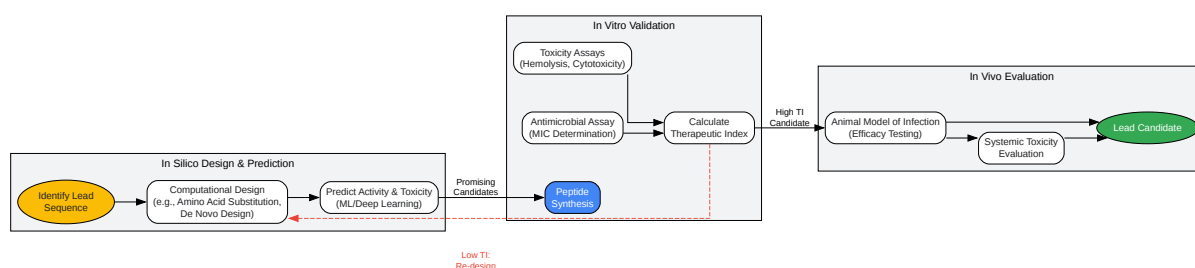 In Silico Design & Prediction
Identify Lead
Sequence
Computational Design
(e.g., Amino Acid Substitution,
De Novo Design)
Predict Activity & Toxicity
(ML/Deep Learning)
Promising
Candidates
In Vitro Validation
Toxicity Assays
(Hemolysis, Cytotoxicity)
Antimicrobial Assay
(MIC Determination)
Calculate
Therapeutic Index
Peptide
Synthesis
High TI
Candidate
In Vivo Evaluation
Animal Model of Infection
(Efficacy Testing)
Systemic Toxicity
Evaluation
Lead Candidate
Low TI:
Re-design